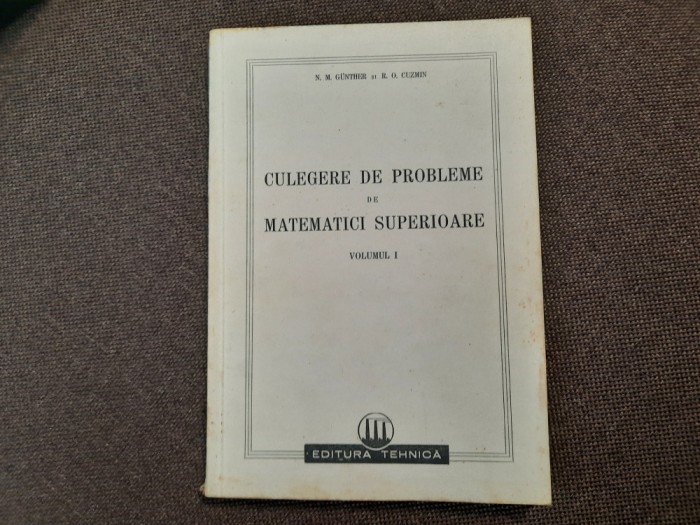 N. M. GÜNTHER ȘI R. O. CUZMIN
CULEGERE DE PROBLEME
DE
MATEMATICI SUPERIOARE
VOLUMUL I
EDITURA TEHNICĂ